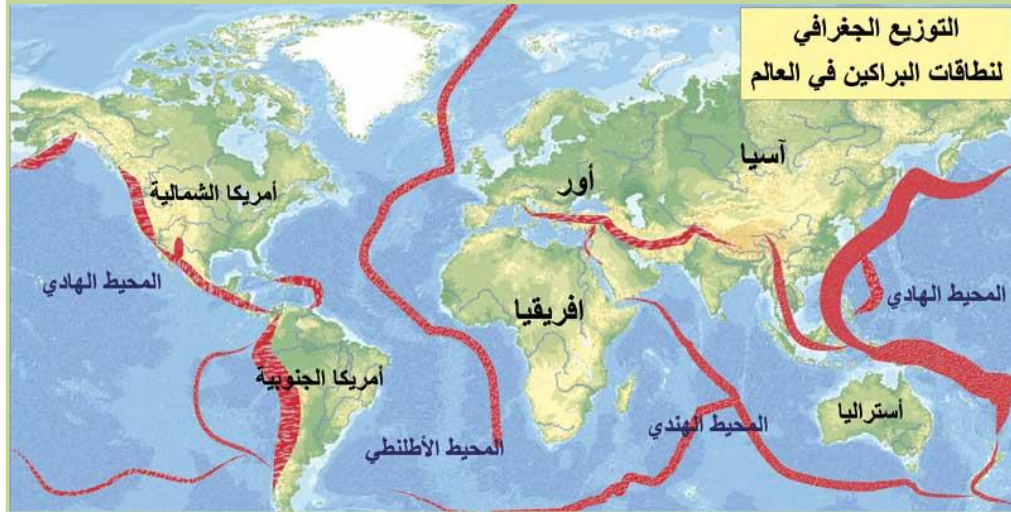 التوزيع الجغرافي
لنطاقات البراكين في العالم
آسيا
أور
أمريكا الشمالية
المحيط الهادي
المحيط الهادي
افريقيا
أمريكا الجنوبية
أستراليا
المحيط الهندي
المحيط الأطلنطي